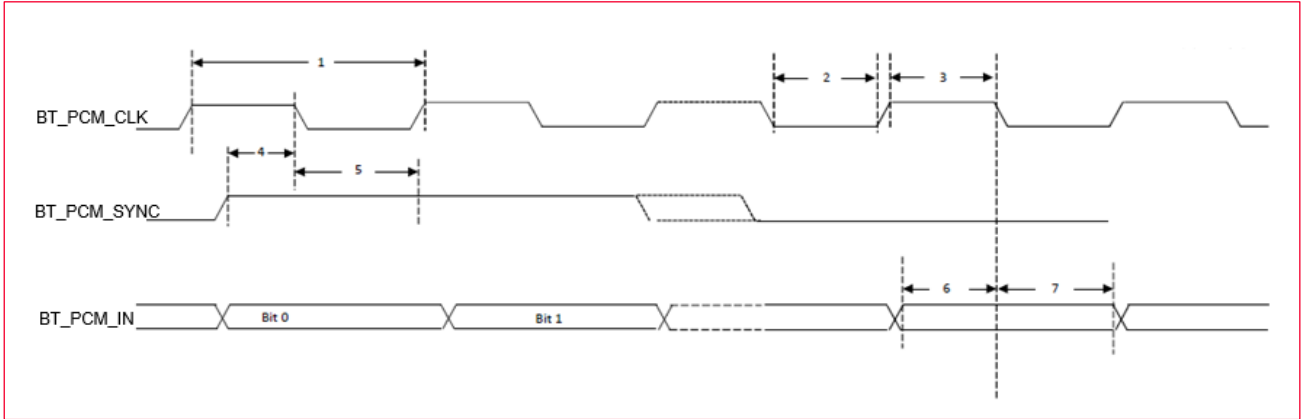 1
2
3
BT_PCM_CLK
4
5
BT_PCM_SYNC
6
7
BT_PCM_IN
Bit 0
Bit 1